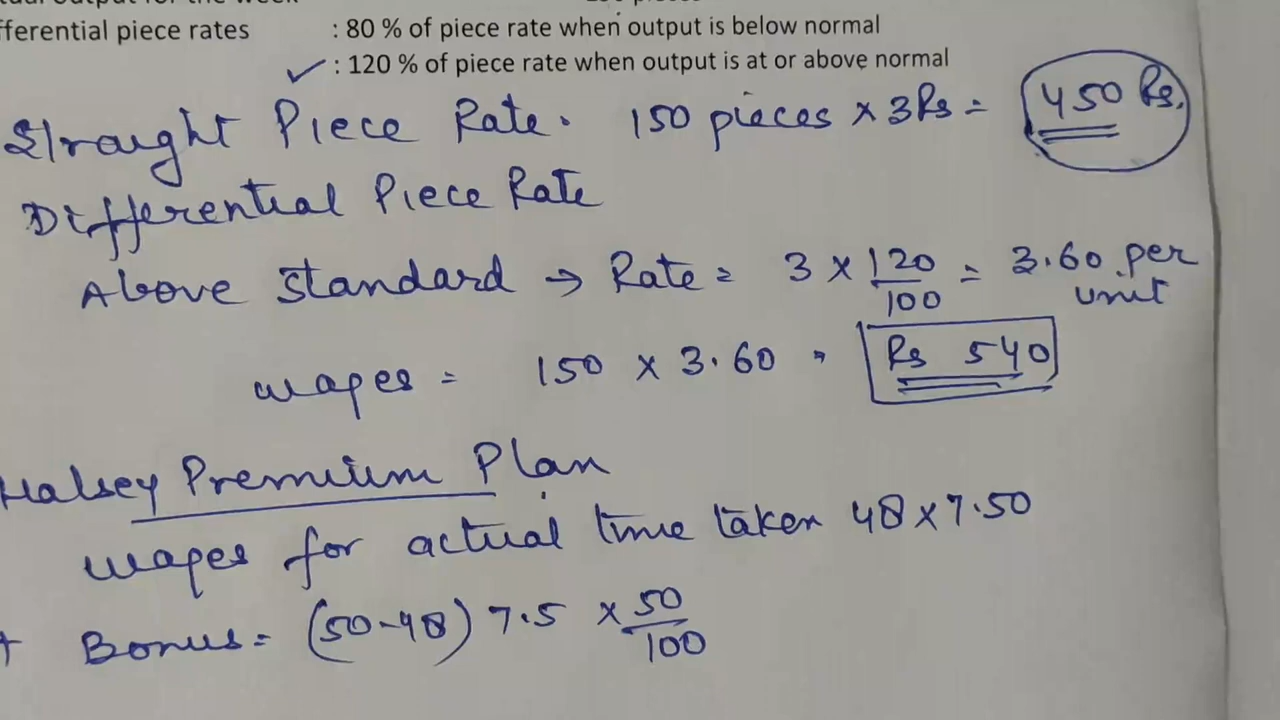 fferential piece rates : 80 % of piece rate when output is below normal
✓ : 120 % of piece rate when output is at or above normal
Straight Piece Rate. 150 pieces × 3Rs = 450 Rs.
Differential Piece Rate
Above Standard → Rate = 3 × 120/100 = 3.60 per unit
wages = 150 × 3.60 = Rs 540
Halsey Premium Plan
wages for actual time taken 48 × 7.50
+ Bonus = (50-48) 7.5 × 50/100